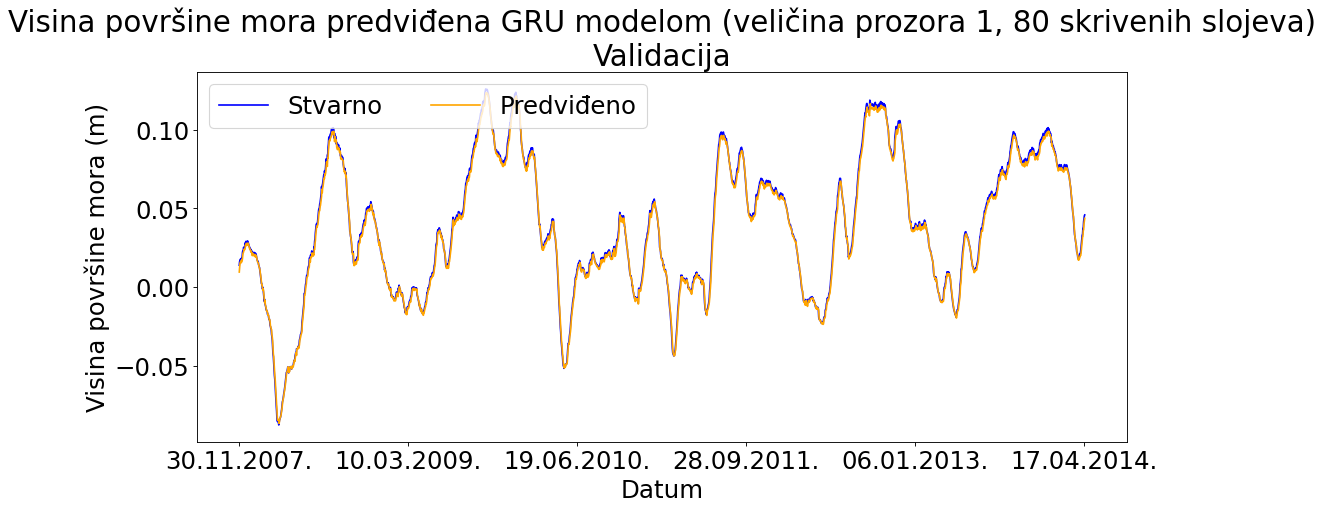 Visina površine mora predviđena GRU modelom (veličina prozora 1, 80 skrivenih slojeva)
Validacija
Stvarno Predviđeno
Visina površine mora (m)
0.10
0.05
0.00
−0.05
30.11.2007. 10.03.2009. 19.06.2010. 28.09.2011. 06.01.2013. 17.04.2014.
Datum